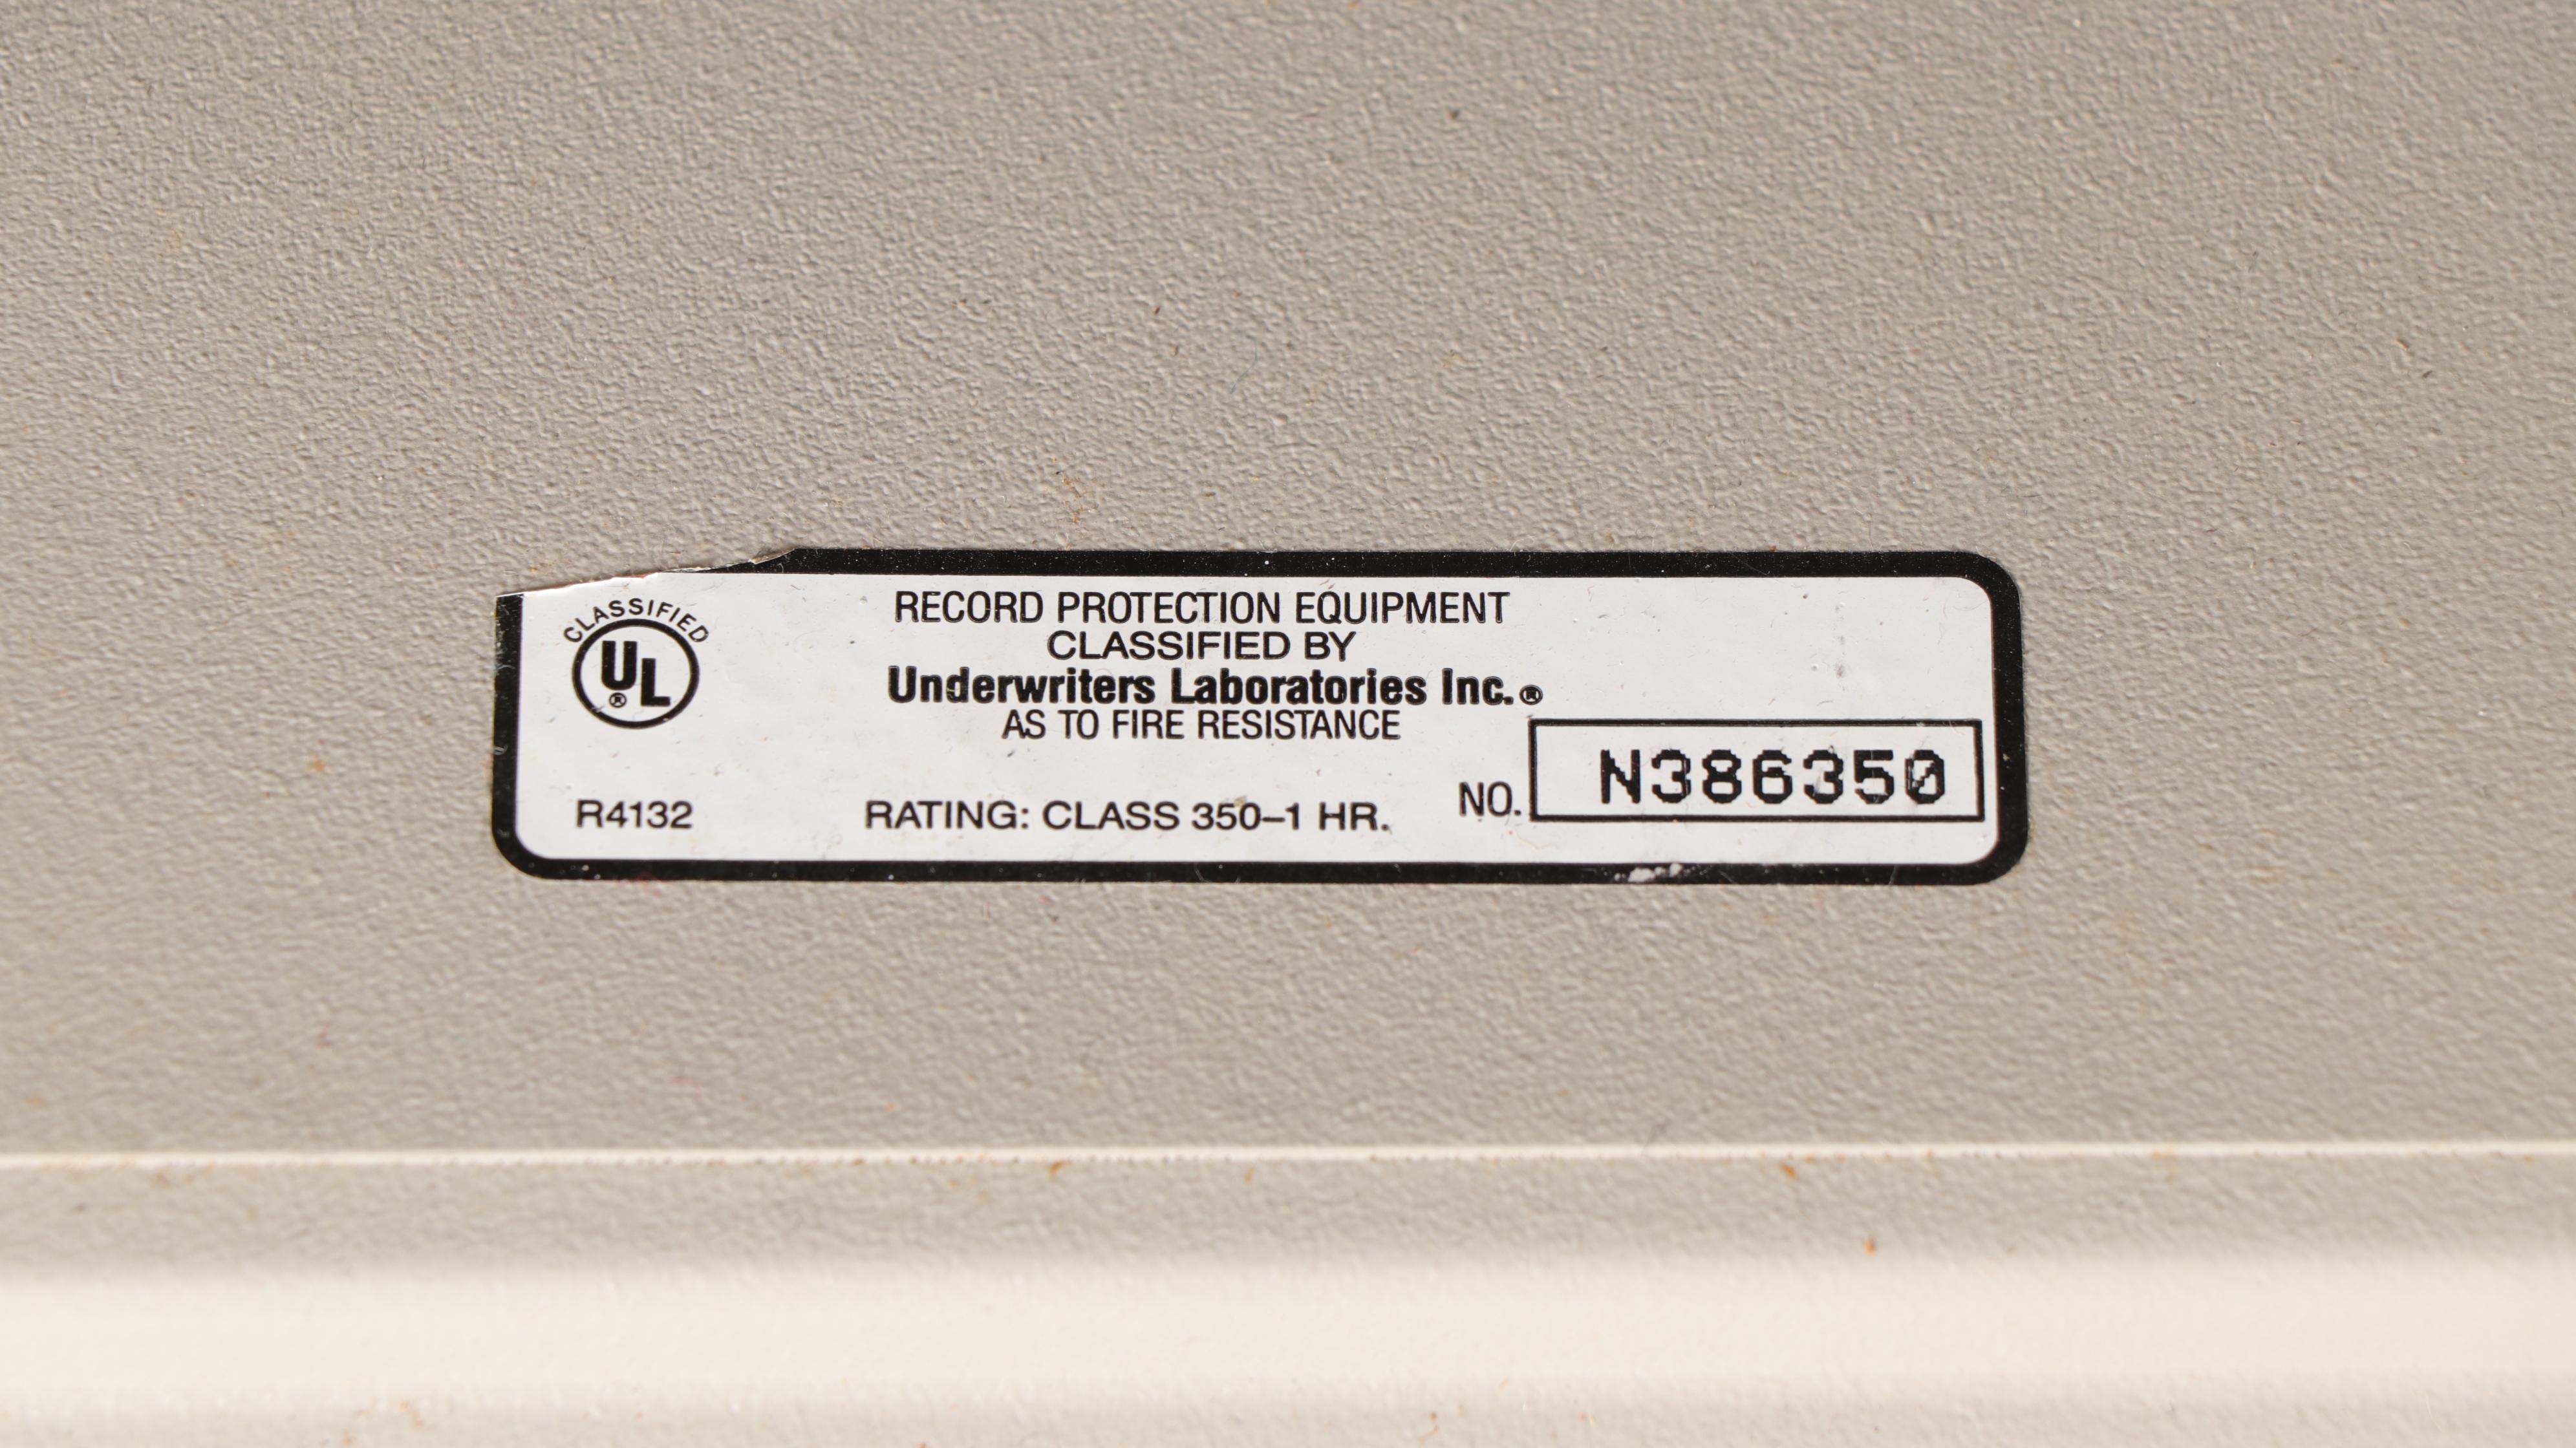 CLASSIFIED
UL®
RECORD PROTECTION EQUIPMENT
CLASSIFIED BY
Underwriters Laboratories Inc.®
AS TO FIRE RESISTANCE
R4132
RATING: CLASS 350–1 HR.
NO. N386350